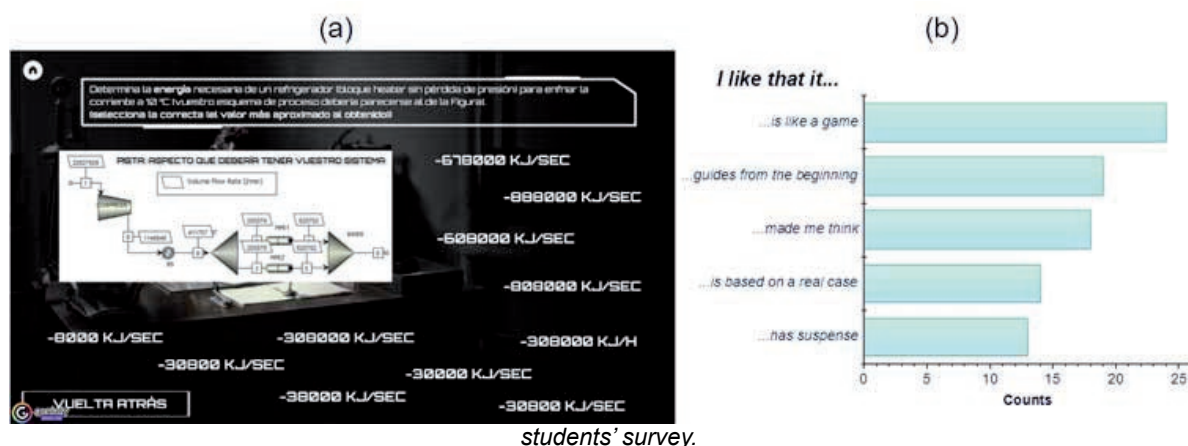 (a)
(b)
Determina la energía necesaria de un refrigerador (bloque heater sin pérdida de presión) para enfriar la
corriente a 10 °C (vuestro esquema de proceso debería parecerse al de la Figura).
¡selecciona la correcta (el valor más aproximado al obtenido)!
PISTA: ASPECTO QUE DEBERÍA TENER VUESTRO SISTEMA
Volume Flow Rate
-678000 KJ/SEC
-888000 KJ/SEC
-608000 KJ/SEC
-808000 KJ/SEC
-8000 KJ/SEC
-308000 KJ/SEC
-308000 KJ/H
-30800 KJ/SEC
-30000 KJ/SEC
-38000 KJ/SEC
-30800 KJ/SEC
VUELTA ATRÁS
I like that it...
...is like a game
...guides from the beginning
...made me think
...is based on a real case
...has suspense
0 5 10 15 20 25
Counts
students' survey.